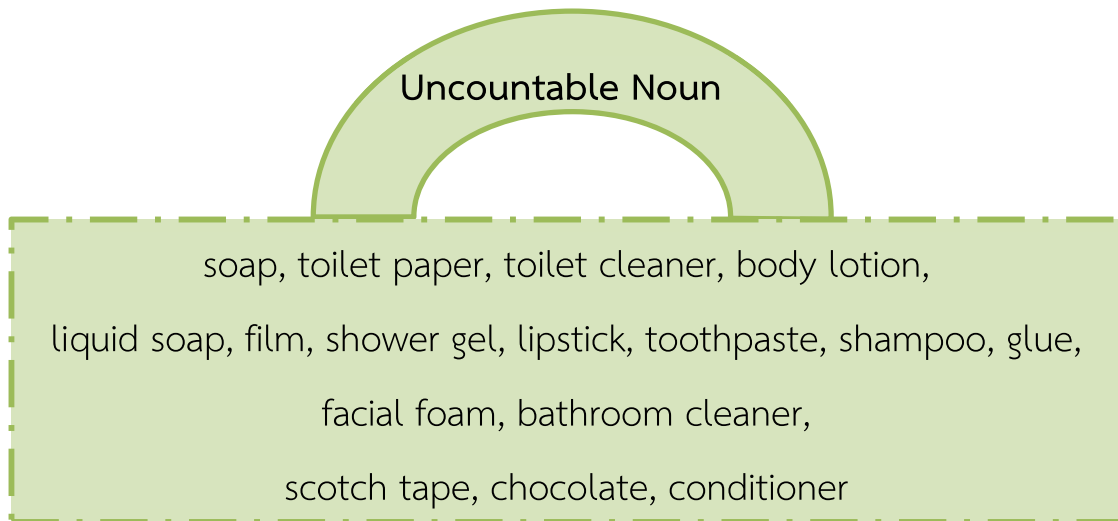 Uncountable Noun
soap, toilet paper, toilet cleaner, body lotion,
liquid soap, film, shower gel, lipstick, toothpaste, shampoo, glue,
facial foam, bathroom cleaner,
scotch tape, chocolate, conditioner